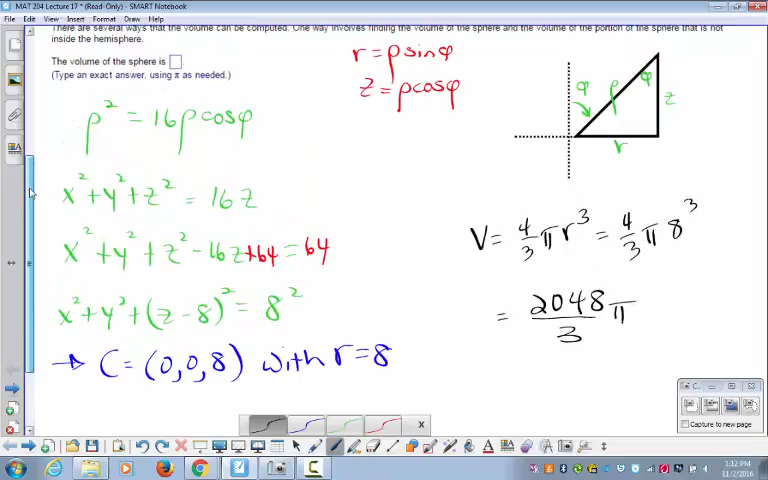 MAT 204 Lecture 17 * (Read-Only) - SMART Notebook
File Edit View Insert Format Draw
There are several ways that the volume can be computed. One way involves finding the volume of the sphere and the volume of the portion of the sphere that is not
inside the hemisphere.
The volume of the sphere is
(Type an exact answer, using π as needed.)
r = ρ sinφ
z = ρ cosφ
φ ρ φ z
r
ρ² = 16ρcosφ
x² + y² + z² = 16z
x² + y² + z² - 16z + 64 = 64
x² + y² + (z - 8)² = 8²
→ C = (0,0,8) with r = 8
V = 4/3 π r³ = 4/3 π 8³
= 2048/3 π
C...
Capture to new page
1:12 PM
11/2/2016